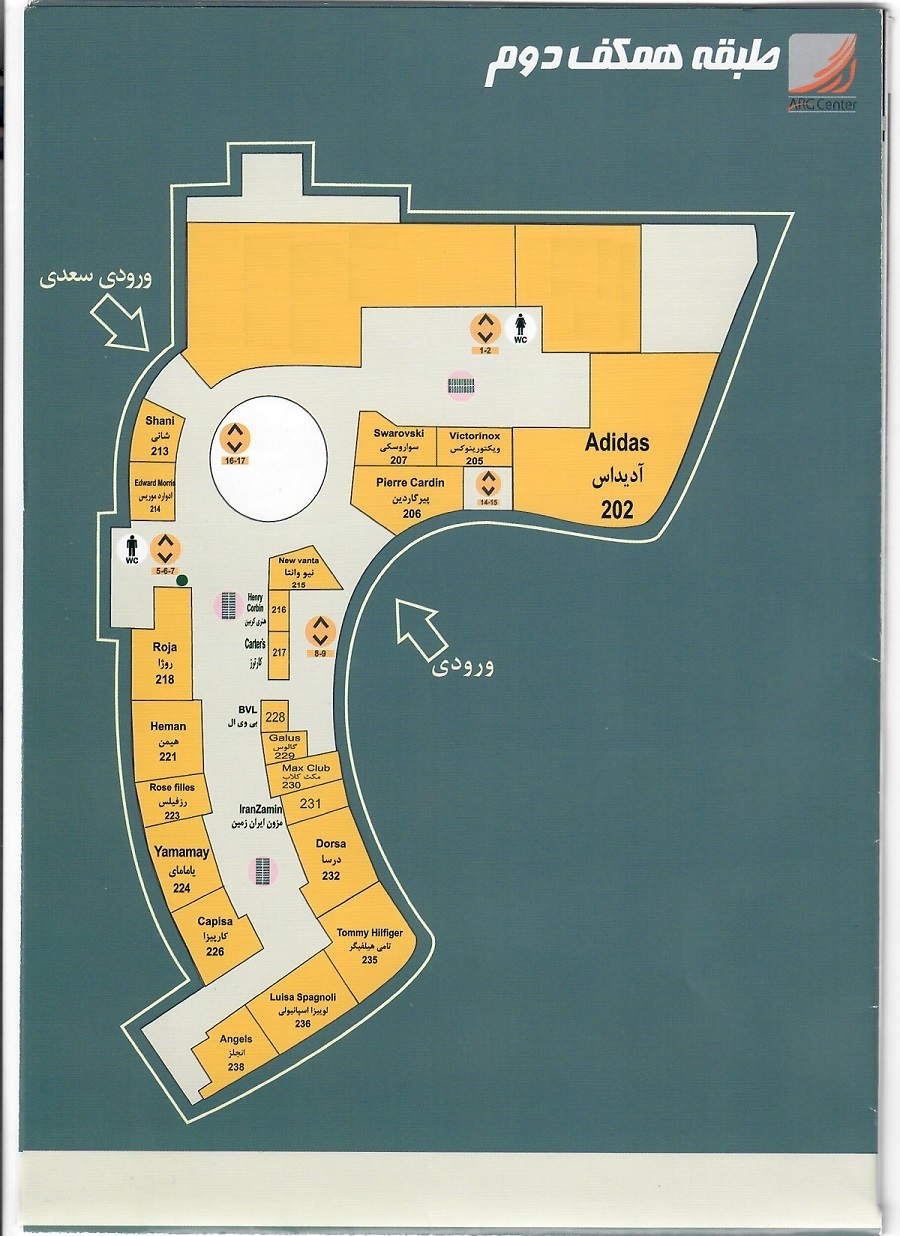 طبقه همکف دوم
ARG Center
ورودی سعدی
1-2
WC
Shani
شانی
213
16-17
Swarovski
سواروسکی
207
Victorinox
ویکتورینوکس
205
Adidas
آدیداس
202
Edward Morris
ادوارد موریس
214
Pierre Cardin
پیرگاردین
206
14-15
WC
5-6-7
New vanta
نیو وانتا
215
Henry
Corbin
هنری کربین
216
Carter's
کارترز
217
8-9
ورودی
Roja
روژا
218
BVL
بی وی ال
228
Heman
هیمن
221
Galus
گالوس
229
Max Club
مکث کلاب
230
Rose filles
رزفیلس
223
IranZamin
مزون ایران زمین
231
Yamamay
یامامای
224
Dorsa
درسا
232
Capisa
کارپیزا
226
Tommy Hilfiger
تامی هیلفیگر
235
Luisa Spagnoli
لوییزا اسپانیولی
236
Angels
انجلز
238